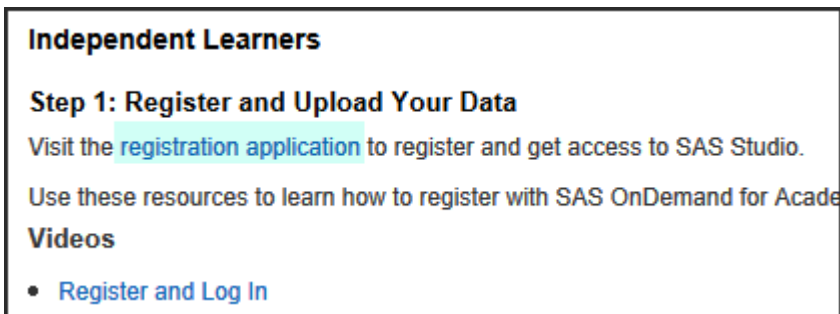 Independent Learners
Step 1: Register and Upload Your Data
Visit the registration application to register and get access to SAS Studio.
Use these resources to learn how to register with SAS OnDemand for Acade
Videos
• Register and Log In